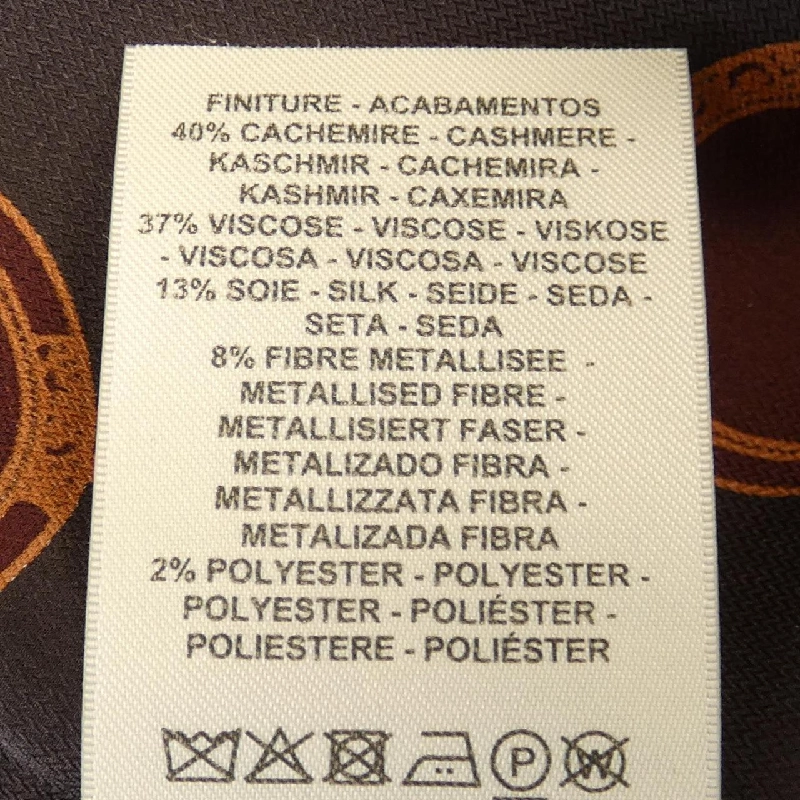 FINITURE - ACABAMENTOS
40% CACHEMIRE - CASHMERE -
KASCHMIR - CACHEMIRA -
KASHMIR - CAXEMIRA
37% VISCOSE - VISCOSE - VISKOSE
- VISCOSA - VISCOSA - VISCOSE
13% SOIE - SILK - SEIDE - SEDA -
SETA - SEDA
8% FIBRE METALLISEE -
METALLISED FIBRE -
METALLISIERT FASER -
METALIZADO FIBRA -
METALLIZZATA FIBRA -
METALIZADA FIBRA
2% POLYESTER - POLYESTER -
POLYESTER - POLIÉSTER -
POLIESTERE - POLIÉSTER
P W